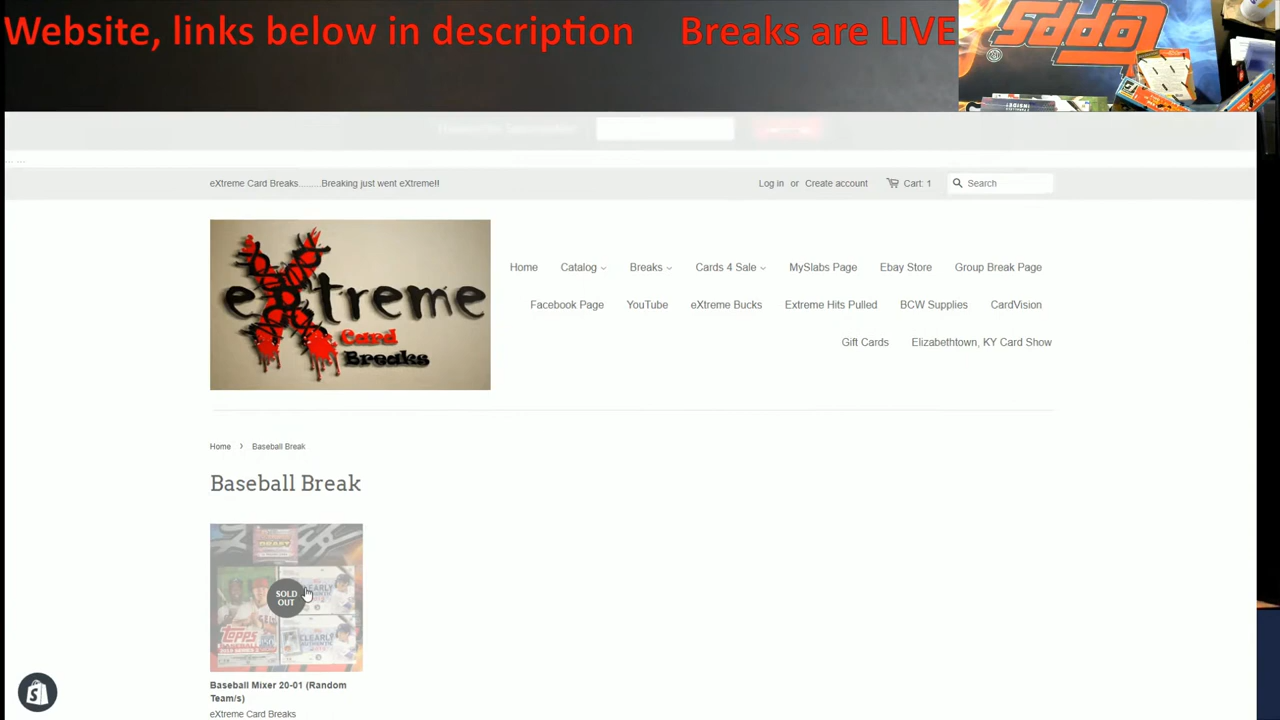 Website, links below in description Breaks are LIVE
eXtreme Card Breaks........Breaking just went eXtreme!!
Log in or Create account Cart: 1 Search
eXtreme
Card
Breaks
Home Catalog Breaks Cards 4 Sale MySlabs Page Ebay Store Group Break Page
Facebook Page YouTube eXtreme Bucks Extreme Hits Pulled BCW Supplies CardVision
Gift Cards Elizabethtown, KY Card Show
Home › Baseball Break
Baseball Break
SOLD
OUT
Topps
BASEBALL
CLEARLY
Baseball Mixer 20-01 (Random
Team/s)
eXtreme Card Breaks